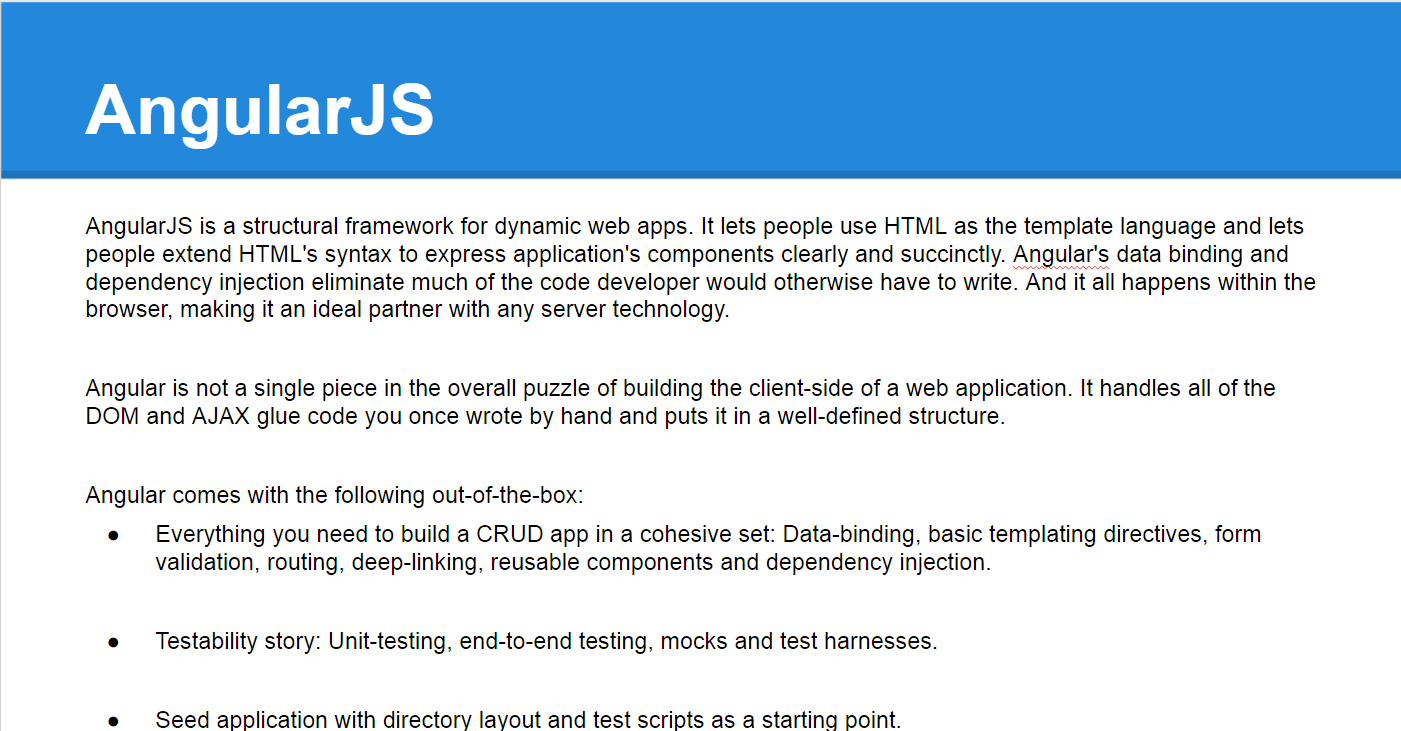 AngularJS
AngularJS is a structural framework for dynamic web apps. It lets people use HTML as the template language and lets
people extend HTML's syntax to express application's components clearly and succinctly. Angular's data binding and
dependency injection eliminate much of the code developer would otherwise have to write. And it all happens within the
browser, making it an ideal partner with any server technology.
Angular is not a single piece in the overall puzzle of building the client-side of a web application. It handles all of the
DOM and AJAX glue code you once wrote by hand and puts it in a well-defined structure.
Angular comes with the following out-of-the-box:
● Everything you need to build a CRUD app in a cohesive set: Data-binding, basic templating directives, form
validation, routing, deep-linking, reusable components and dependency injection.
● Testability story: Unit-testing, end-to-end testing, mocks and test harnesses.
● Seed application with directory layout and test scripts as a starting point.